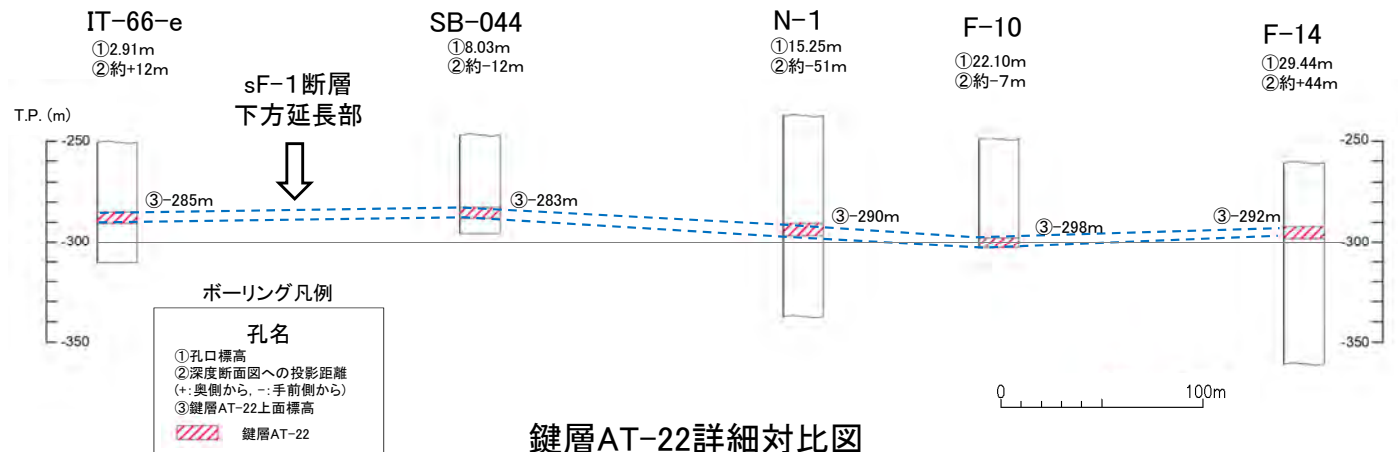 IT-66-e
①2.91m
②約+12m
SB-044
①8.03m
②約-12m
N-1
①15.25m
②約-51m
F-10
①22.10m
②約-7m
F-14
①29.44m
②約+44m
sF-1断層
下方延長部
T.P. (m)
-250
-300
-350
③-285m
③-283m
③-290m
③-298m
③-292m
-250
-300
-350
ボーリング凡例
孔名
①孔口標高
②深度断面図への投影距離
(+:奥側から, -:手前側から)
③鍵層AT-22上面標高
鍵層AT-22
0 100m
鍵層AT-22詳細対比図